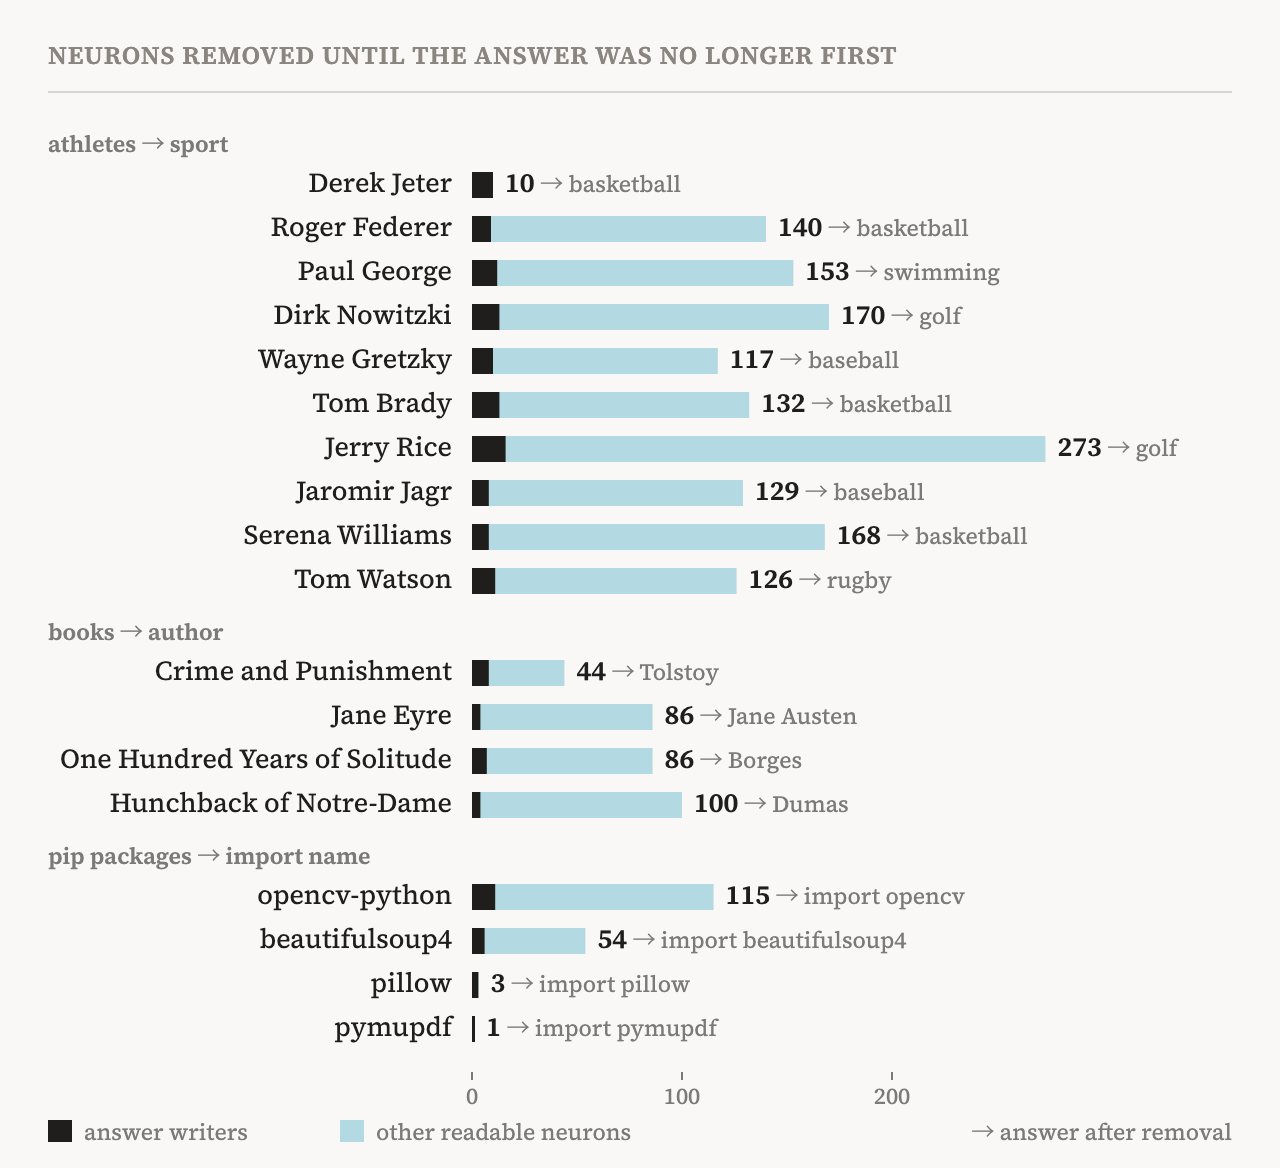 NEURONS REMOVED UNTIL THE ANSWER WAS NO LONGER FIRST
athletes → sport
Derek Jeter 10 → basketball
Roger Federer 140 → basketball
Paul George 153 → swimming
Dirk Nowitzki 170 → golf
Wayne Gretzky 117 → baseball
Tom Brady 132 → basketball
Jerry Rice 273 → golf
Jaromir Jagr 129 → baseball
Serena Williams 168 → basketball
Tom Watson 126 → rugby
books → author
Crime and Punishment 44 → Tolstoy
Jane Eyre 86 → Jane Austen
One Hundred Years of Solitude 86 → Borges
Hunchback of Notre-Dame 100 → Dumas
pip packages → import name
opencv-python 115 → import opencv
beautifulsoup4 54 → import beautifulsoup4
pillow 3 → import pillow
pymupdf 1 → import pymupdf
0 100 200
answer writers other readable neurons → answer after removal